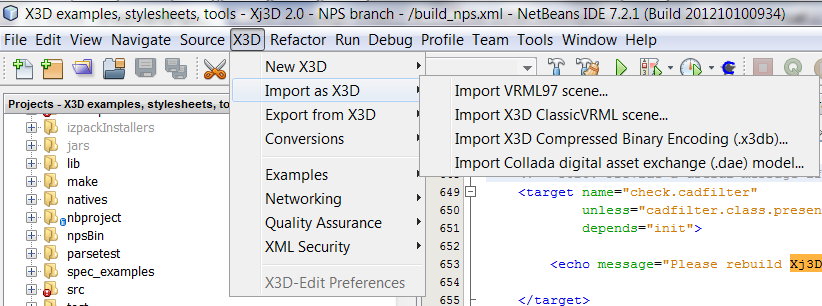 X3D examples, stylesheets, tools - Xj3D 2.0 - NPS branch - /build_nps.xml - NetBeans IDE 7.2.1 (Build 201210100934)
File Edit View Navigate Source X3D Refactor Run Debug Profile Team Tools Window Help
Projects - X3D examples, stylesheets, to
izpackInstallers
jars
lib
make
natives
nbproject
npsBin
parsetest
spec_examples
src
New X3D
Import as X3D
Export from X3D
Conversions
Examples
Networking
Quality Assurance
XML Security
X3D-Edit Preferences
Import VRML97 scene...
Import X3D ClassicVRML scene...
Import X3D Compressed Binary Encoding (.x3db)...
Import Collada digital asset exchange (.dae) model...
649 <target name="check.cadfilter"
650 unless="cadfilter.class.presen
651 depends="init">
652
653 <echo message="Please rebuild Xj3D
654
655 </target>